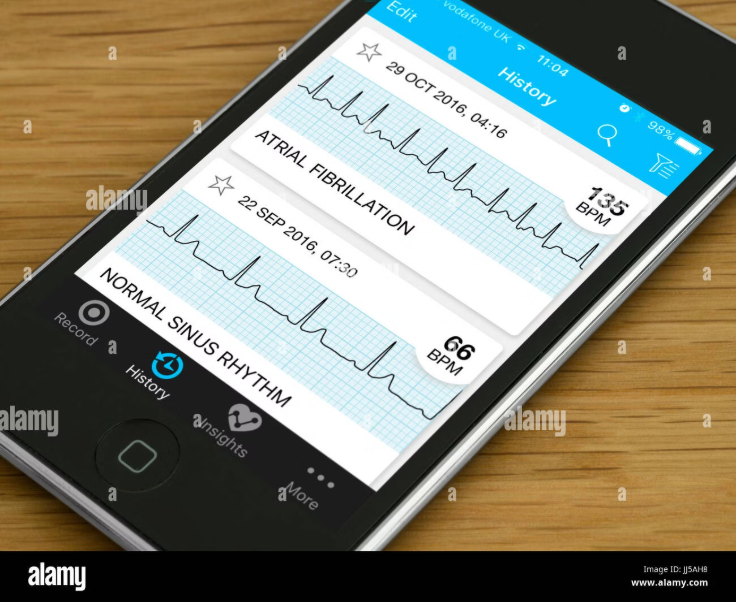 Edit
vodafone UK
11:04
98%
History
29 OCT 2016, 04:16
135
BPM
ATRIAL FIBRILLATION
22 SEP 2016, 07:30
66
BPM
NORMAL SINUS RHYTHM
Record
History
Insights
More
alamy
alamy
alamy
a
alamy
Image ID: JJ5AH8
www.alamy.com